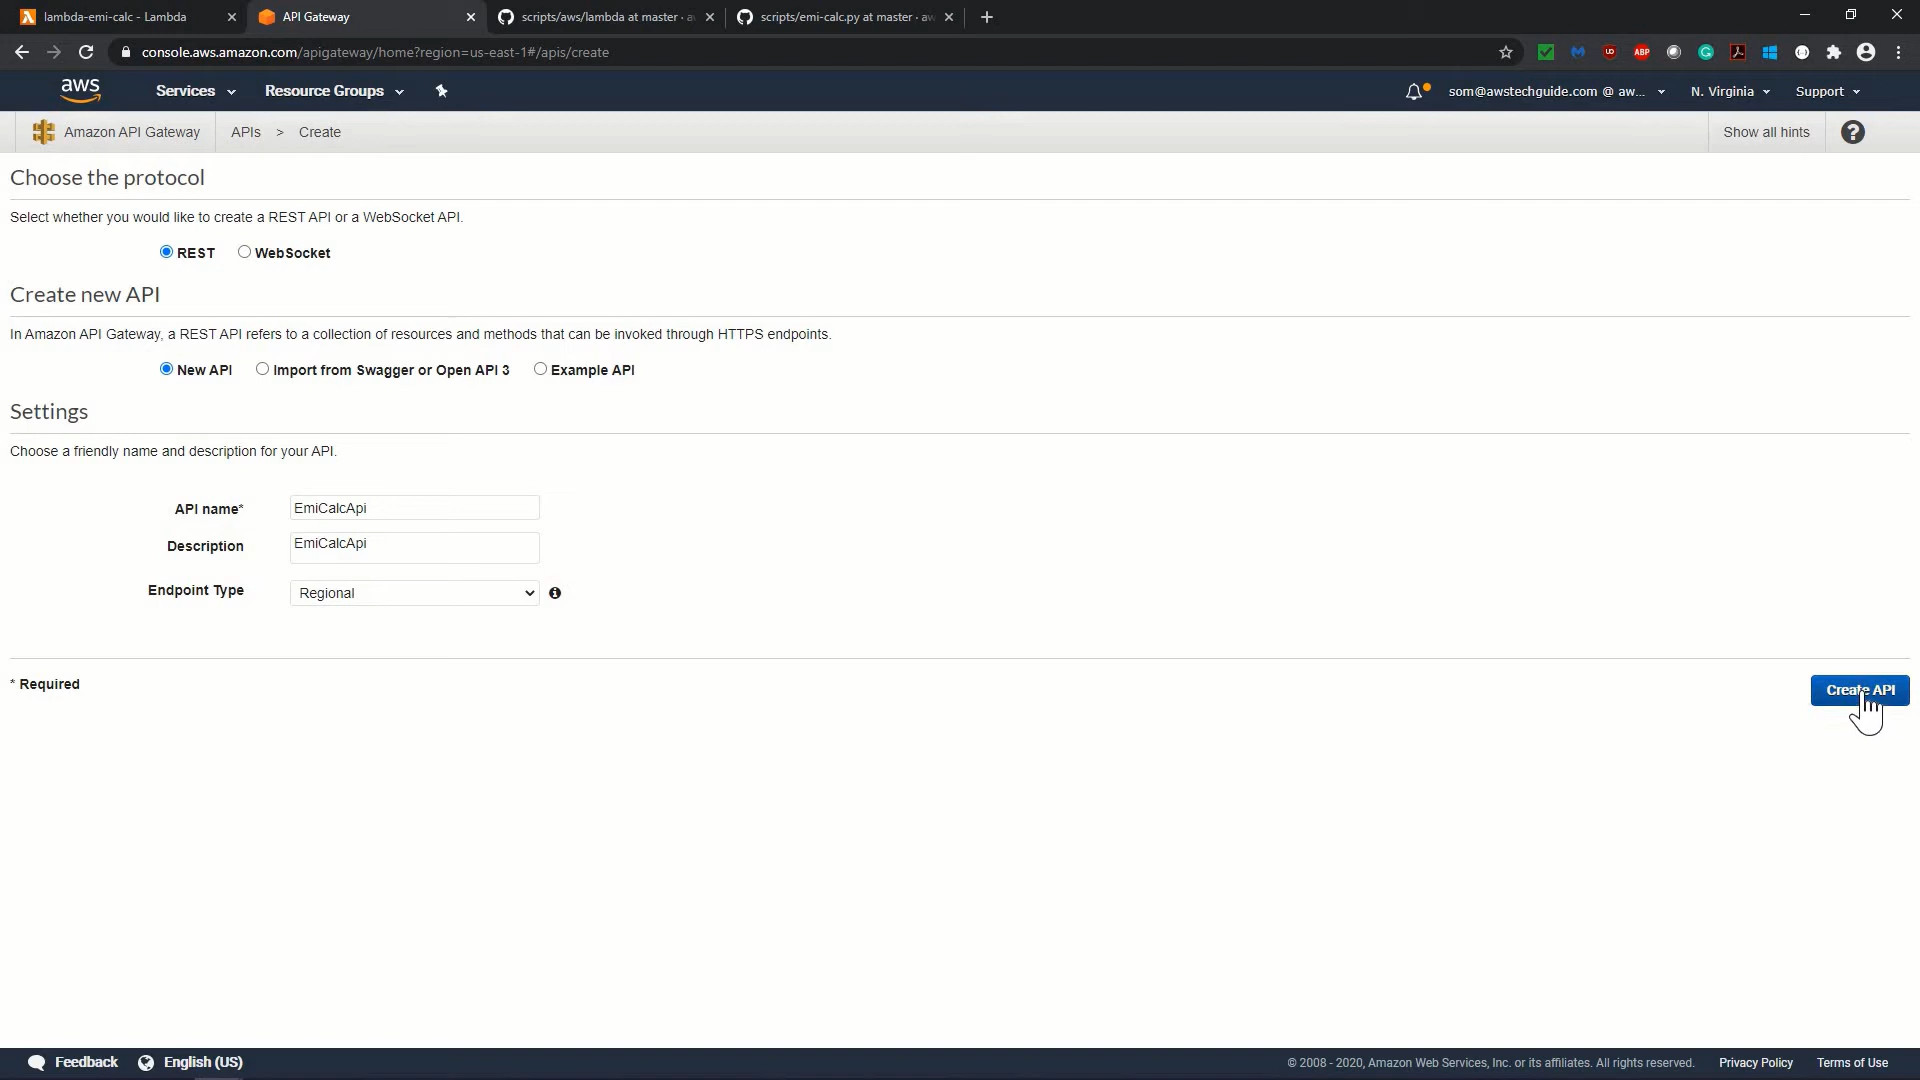 lambda-emi-calc - Lambda
API Gateway
scripts/aws/lambda at master · a
scripts/emi-calc.py at master · aw
console.aws.amazon.com/apigateway/home?region=us-east-1#/apis/create
ABP
aws
Services
Resource Groups
som@awstechguide.com @ aw...
N. Virginia
Support
Amazon API Gateway
APIs > Create
Show all hints
?
Choose the protocol
Select whether you would like to create a REST API or a WebSocket API.
REST
WebSocket
Create new API
In Amazon API Gateway, a REST API refers to a collection of resources and methods that can be invoked through HTTPS endpoints.
New API
Import from Swagger or Open API 3
Example API
Settings
Choose a friendly name and description for your API.
API name*
EmiCalcApi
Description
EmiCalcApi
Endpoint Type
Regional
* Required
Create API
Feedback
English (US)
© 2008 - 2020, Amazon Web Services, Inc. or its affiliates. All rights reserved.
Privacy Policy
Terms of Use